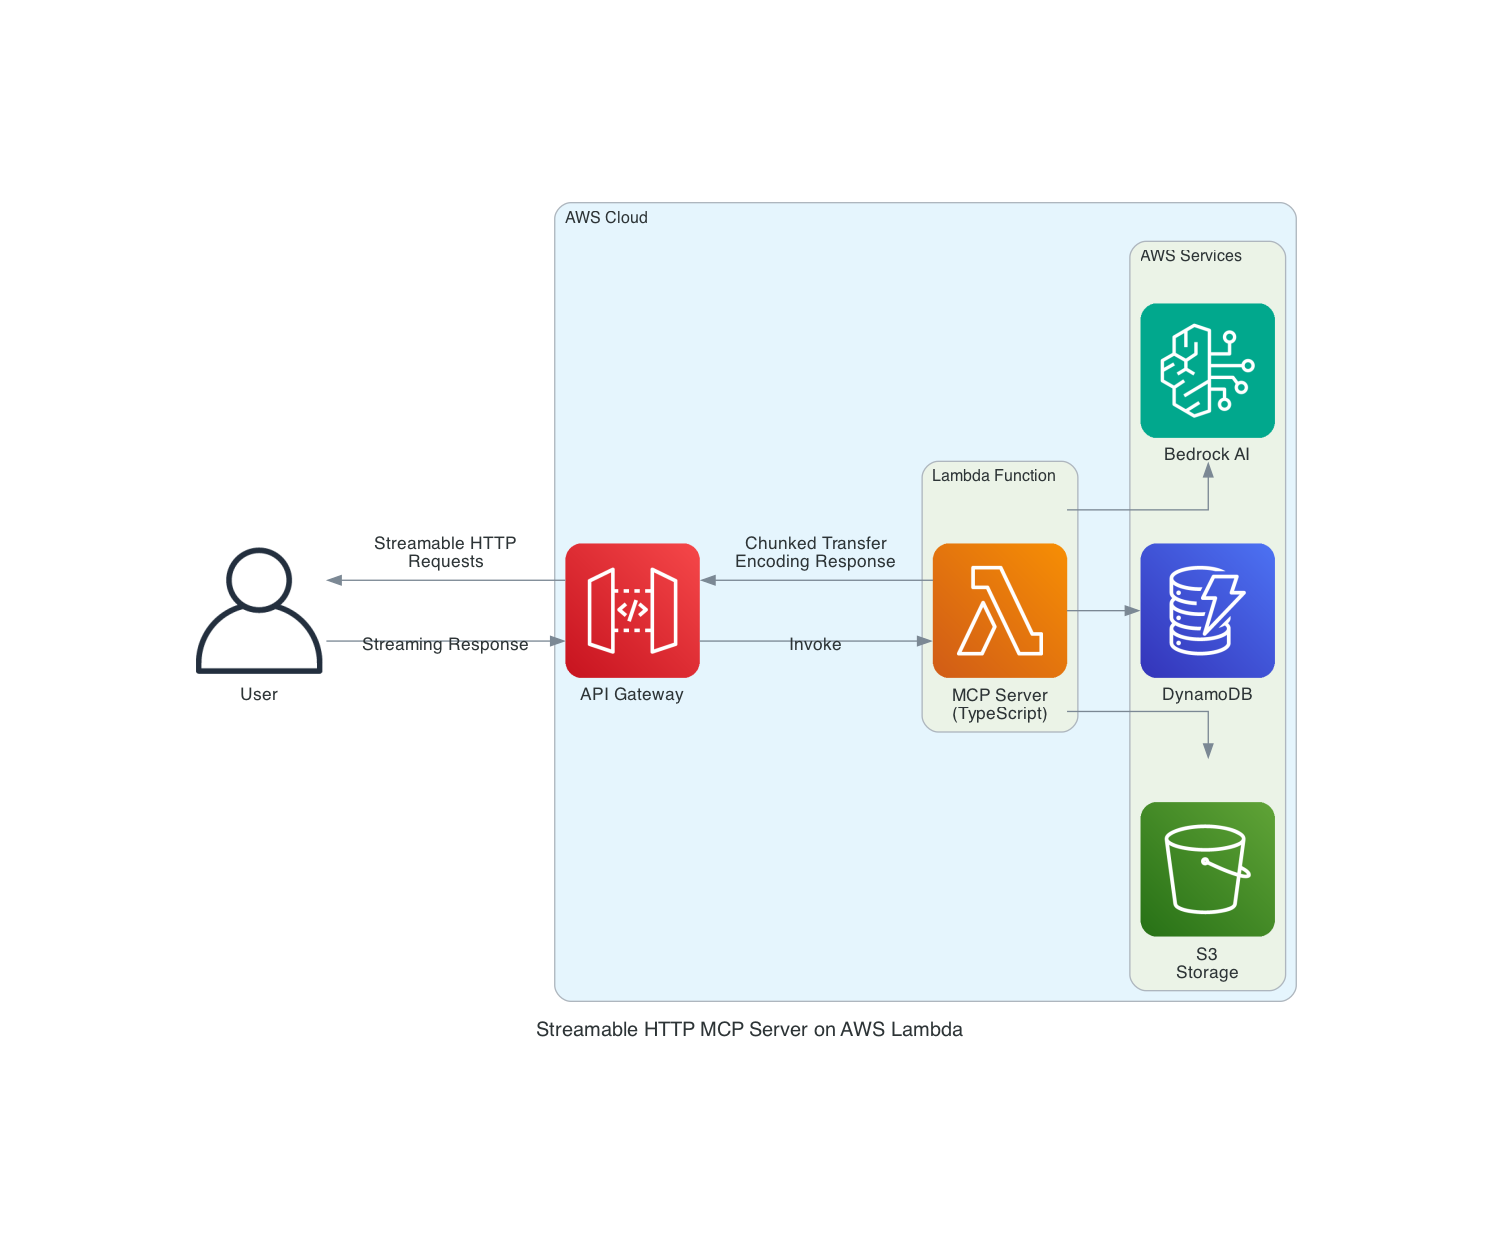 AWS Cloud
AWS Services
Bedrock AI
Lambda Function
Streamable HTTP
Requests
Chunked Transfer
Encoding Response
Streaming Response
Invoke
User
API Gateway
MCP Server
(TypeScript)
DynamoDB
S3
Storage
Streamable HTTP MCP Server on AWS Lambda